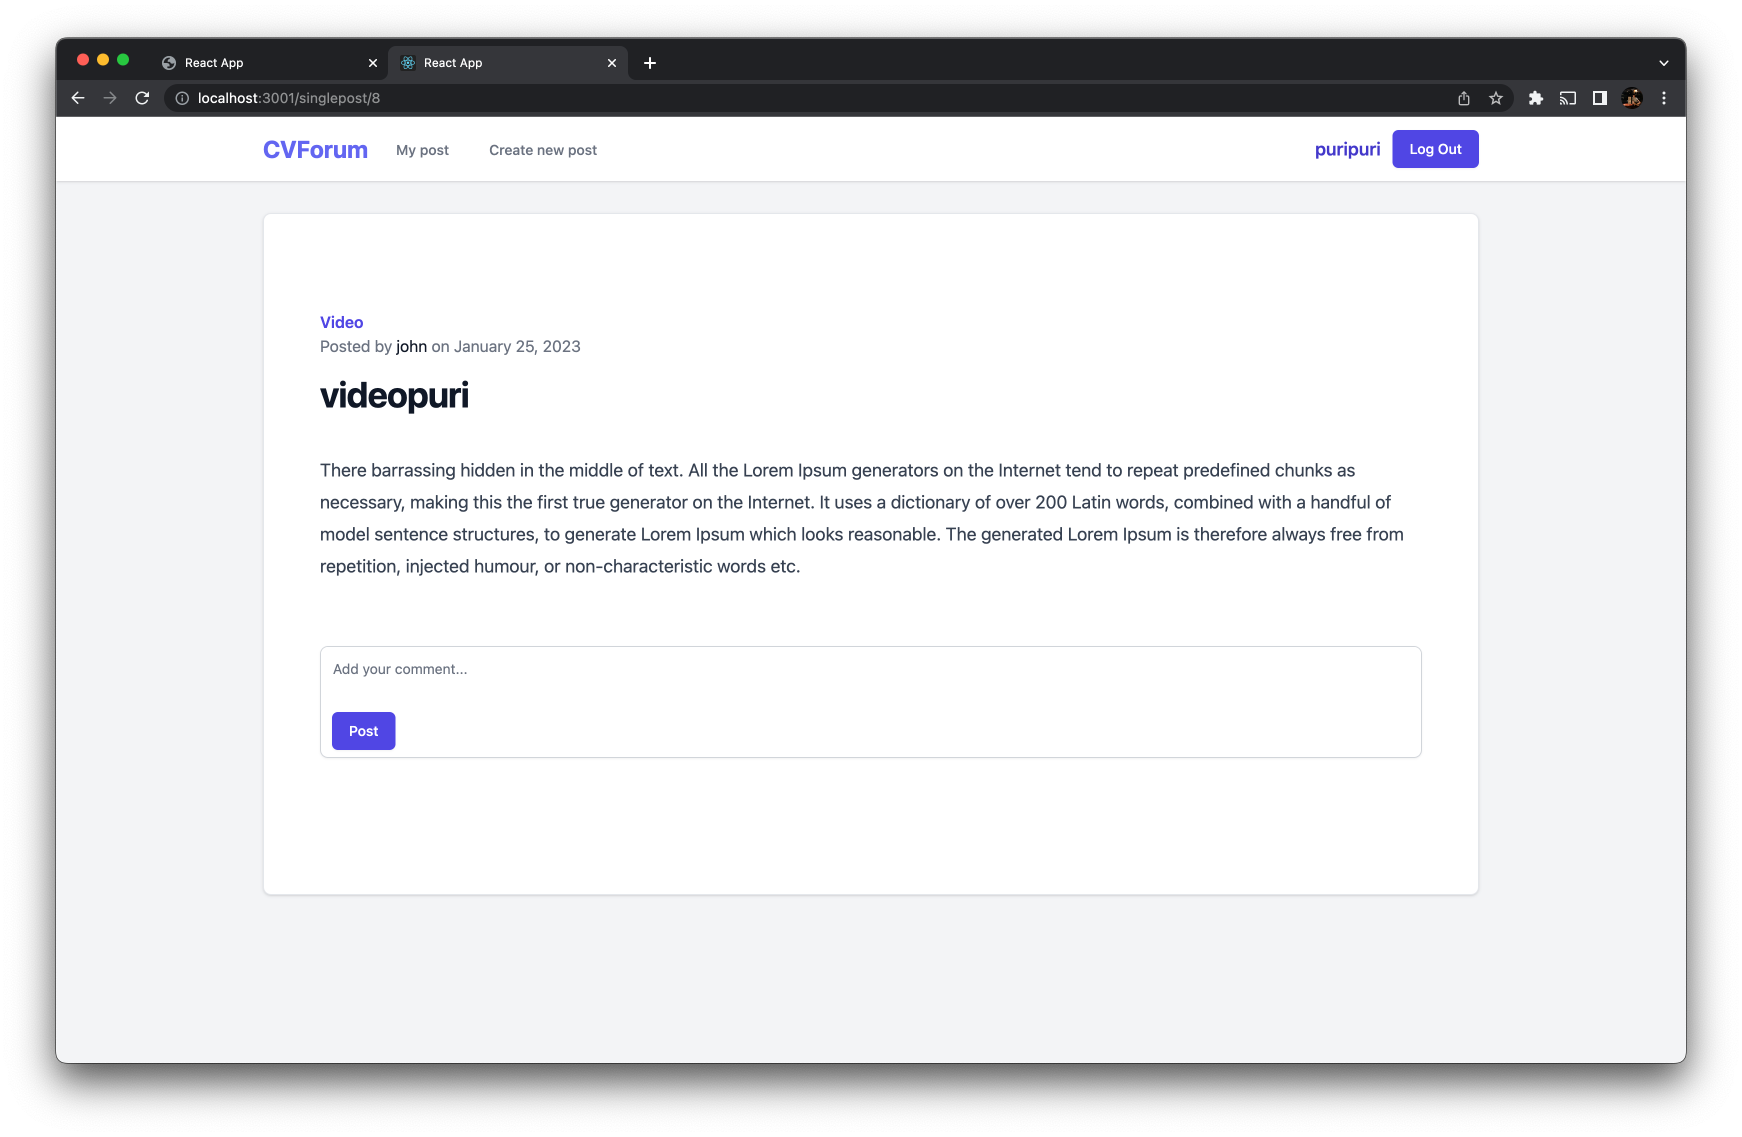 React App
React App
localhost:3001/singlepost/8
CVForum
My post
Create new post
puripuri
Log Out
Video
Posted by john on January 25, 2023
videopuri
There barrassing hidden in the middle of text. All the Lorem Ipsum generators on the Internet tend to repeat predefined chunks as
necessary, making this the first true generator on the Internet. It uses a dictionary of over 200 Latin words, combined with a handful of
model sentence structures, to generate Lorem Ipsum which looks reasonable. The generated Lorem Ipsum is therefore always free from
repetition, injected humour, or non-characteristic words etc.
Add your comment...
Post